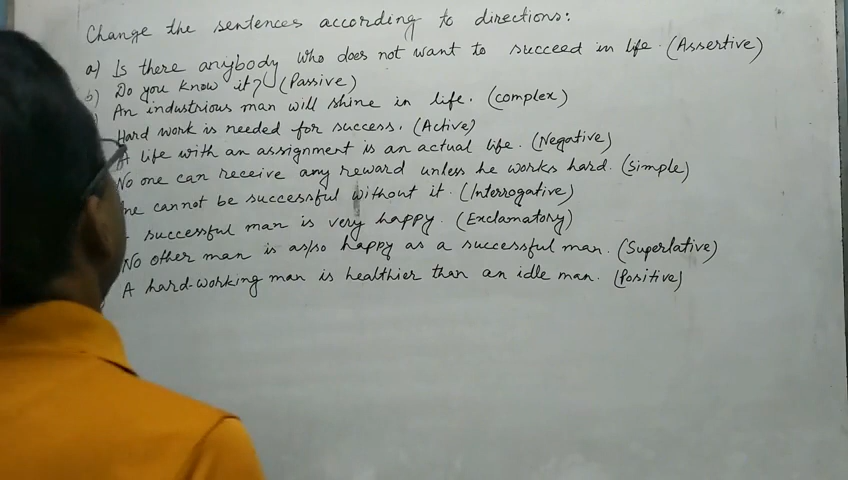 Change the sentences according to directions:
a) Is there anybody who does not want to succeed in life. (Assertive)
b) Do you know it? (Passive)
An industrious man will shine in life. (complex)
Hard work is needed for success. (Active)
A life with an assignment is an actual life. (Negative)
No one can receive any reward unless he works hard. (Simple)
cannot be successful without it. (Interrogative)
successful man is very happy. (Exclamatory)
No other man is as/so happy as a successful man. (Superlative)
A hard-working man is healthier than an idle man. (Positive)